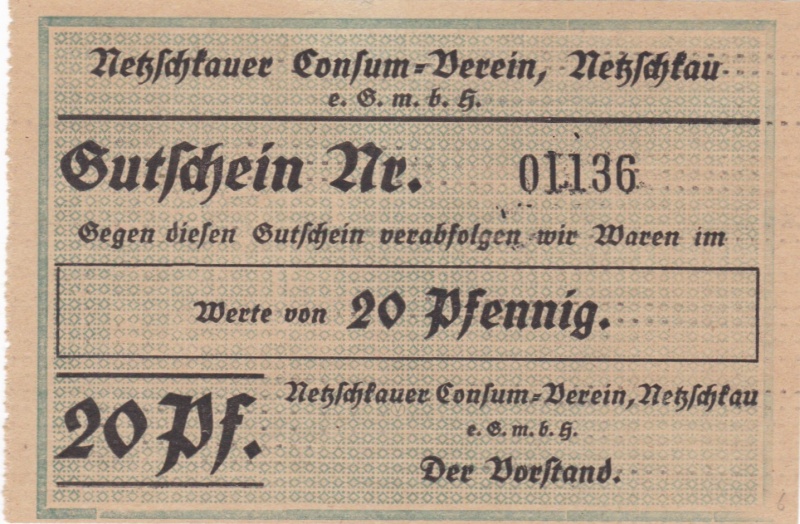 Netzschkauer Consum-Verein, Netzschkau
e. G. m. b. H.
Gutschein Nr. 01136
Gegen diesen Gutschein verabfolgen wir Waren im
Werte von 20 Pfennig.
20 Pf.
Netzschkauer Consum-Verein, Netzschkau
e. G. m. b. H.
Der Vorstand.
6